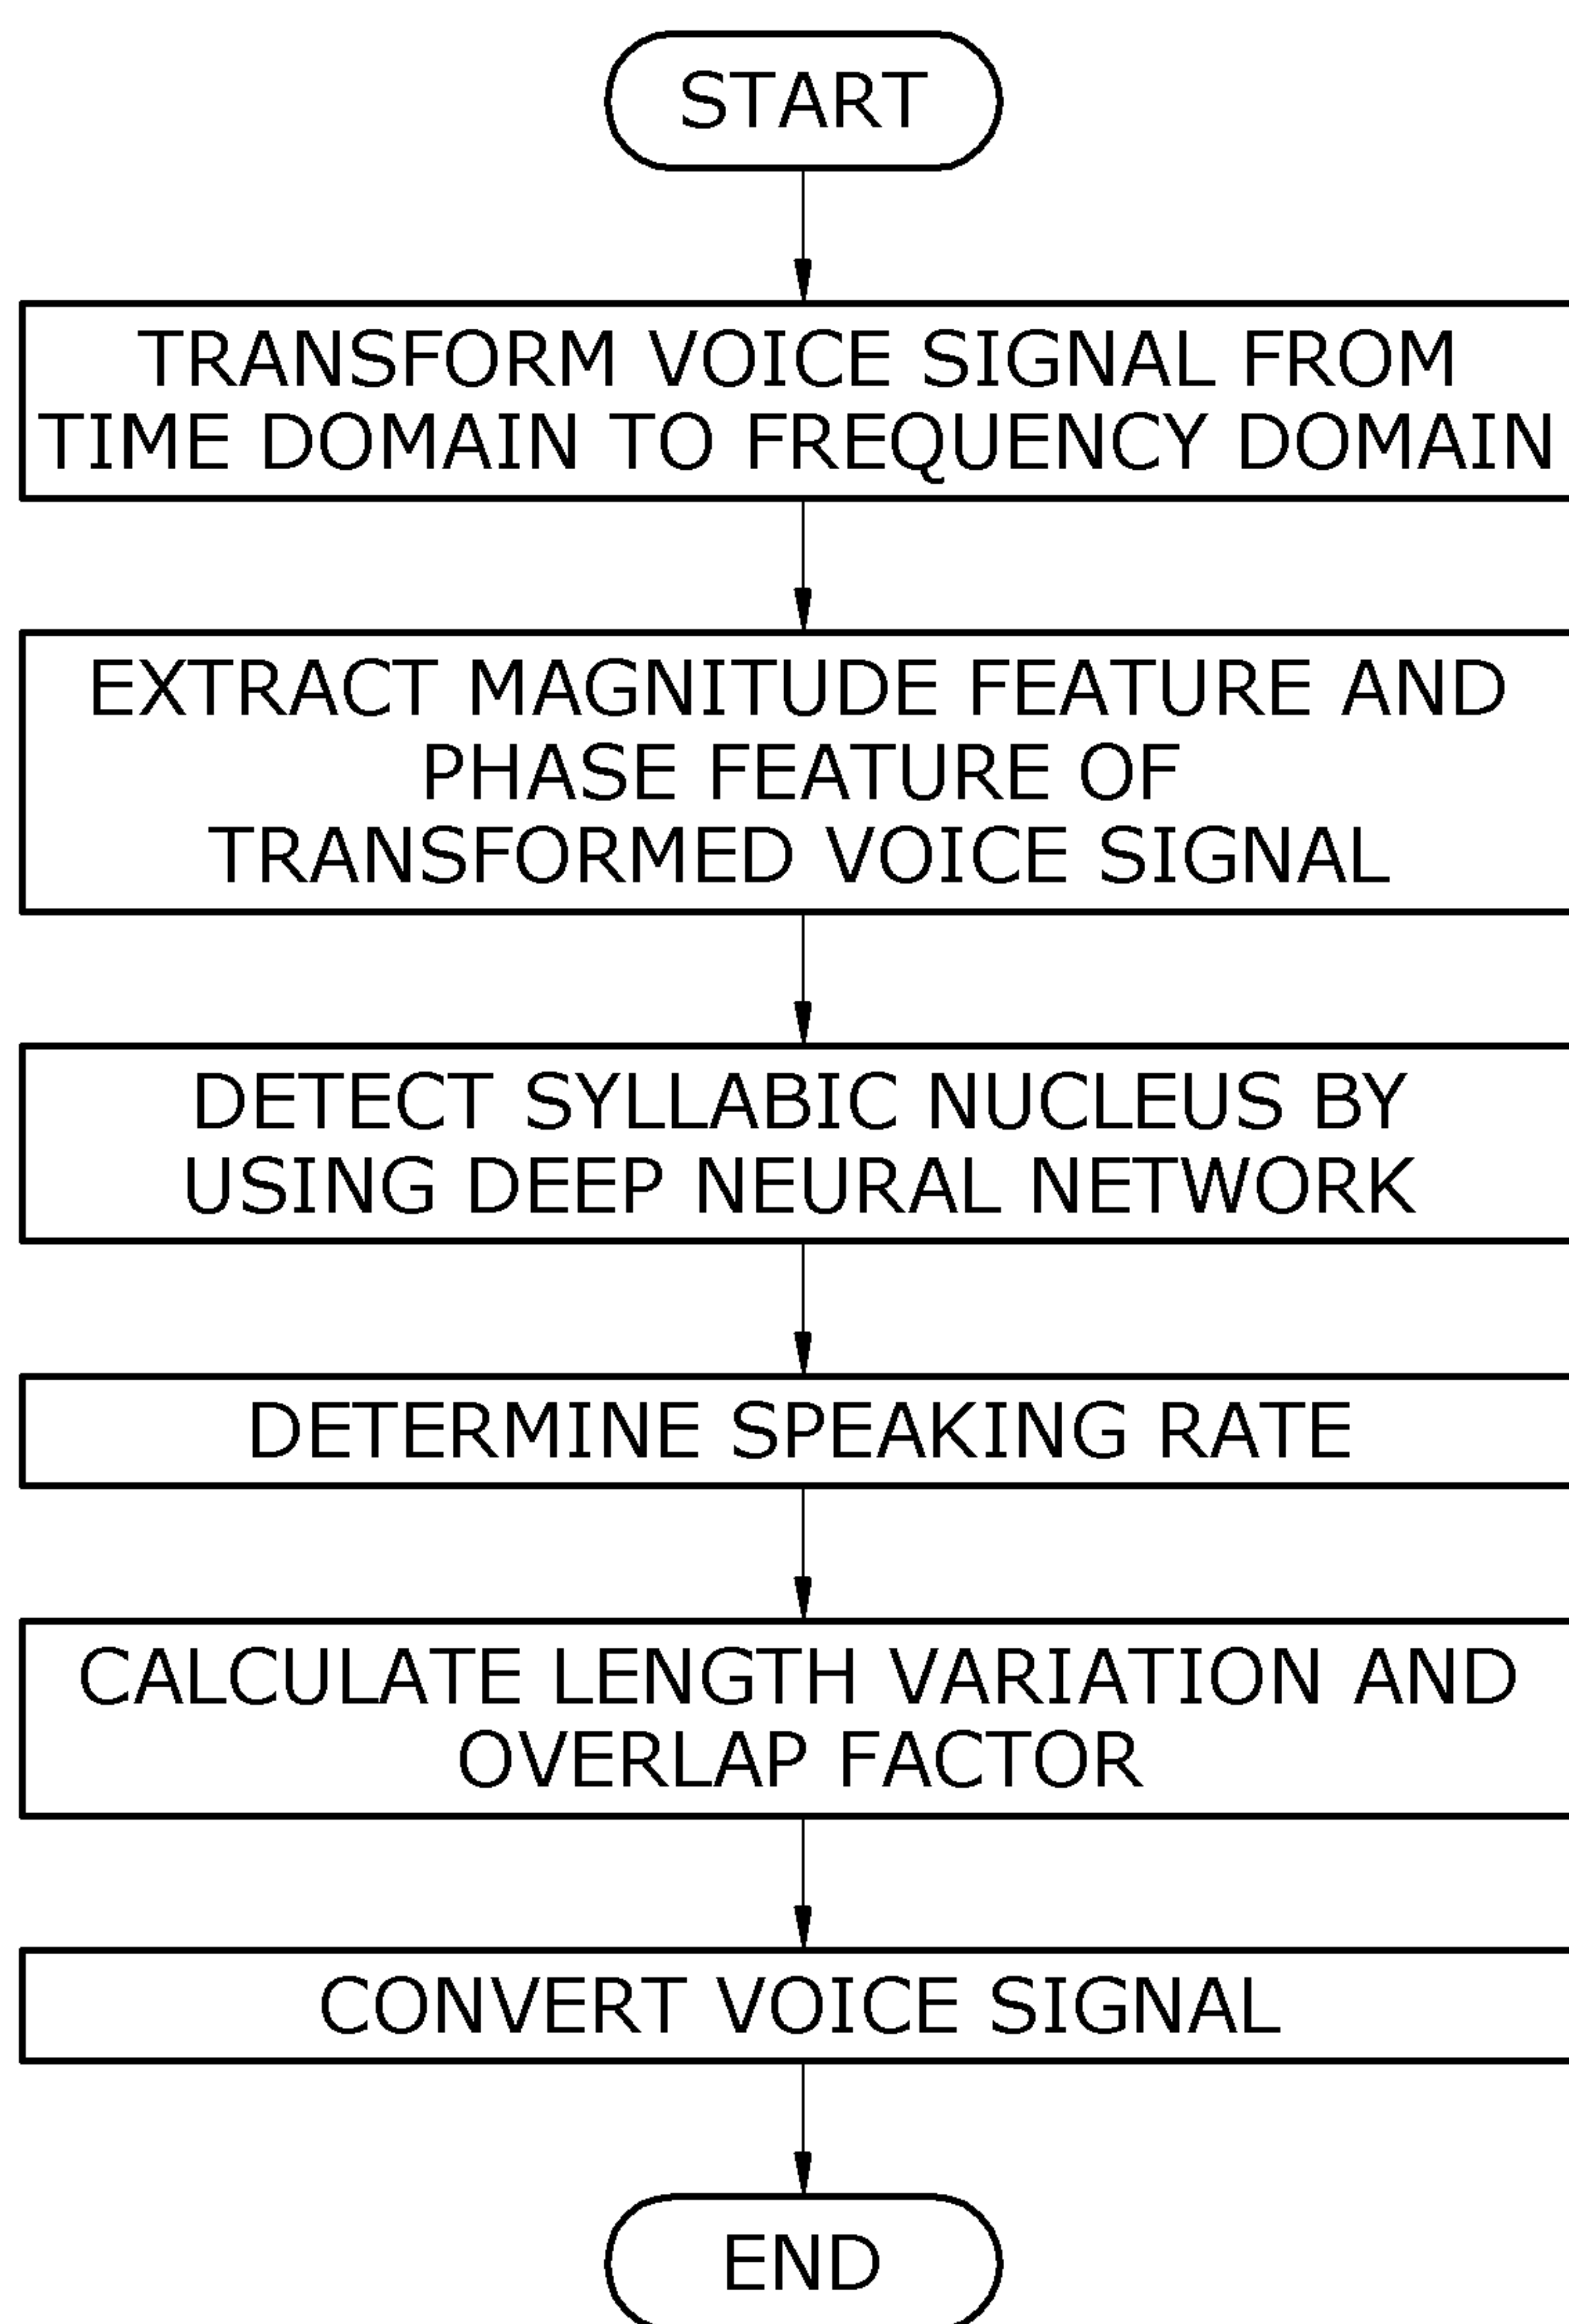 START
TRANSFORM VOICE SIGNAL FROM
TIME DOMAIN TO FREQUENCY DOMAIN
EXTRACT MAGNITUDE FEATURE AND
PHASE FEATURE OF
TRANSFORMED VOICE SIGNAL
DETECT SYLLABIC NUCLEUS BY
USING DEEP NEURAL NETWORK
DETERMINE SPEAKING RATE
CALCULATE LENGTH VARIATION AND
OVERLAP FACTOR
CONVERT VOICE SIGNAL
END